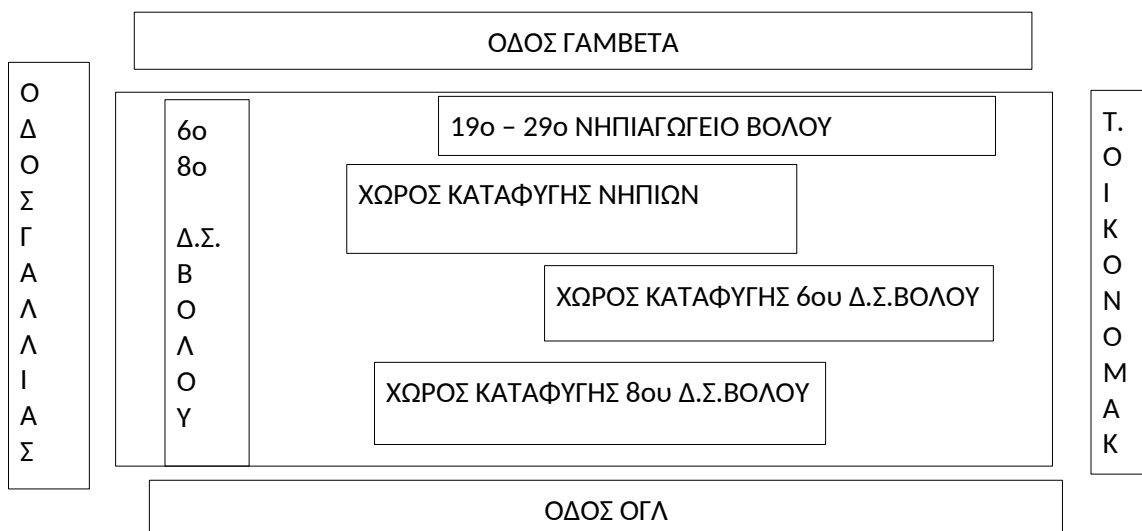 ΟΔΟΣ ΓΑΜΒΕΤΑ
Ο
Δ
Ο
Σ
Γ
Α
Λ
Λ
Ι
Α
Σ
6ο
8ο
Δ.Σ.
Β
Ο
Λ
Ο
Υ
19ο – 29ο ΝΗΠΙΑΓΩΓΕΙΟ ΒΟΛΟΥ
ΧΩΡΟΣ ΚΑΤΑΦΥΓΗΣ ΝΗΠΙΩΝ
ΧΩΡΟΣ ΚΑΤΑΦΥΓΗΣ 6ου Δ.Σ.ΒΟΛΟΥ
ΧΩΡΟΣ ΚΑΤΑΦΥΓΗΣ 8ου Δ.Σ.ΒΟΛΟΥ
Τ.
Ο
Ι
Κ
Ο
Ν
Ο
Μ
Α
Κ
ΟΔΟΣ ΟΓΛ